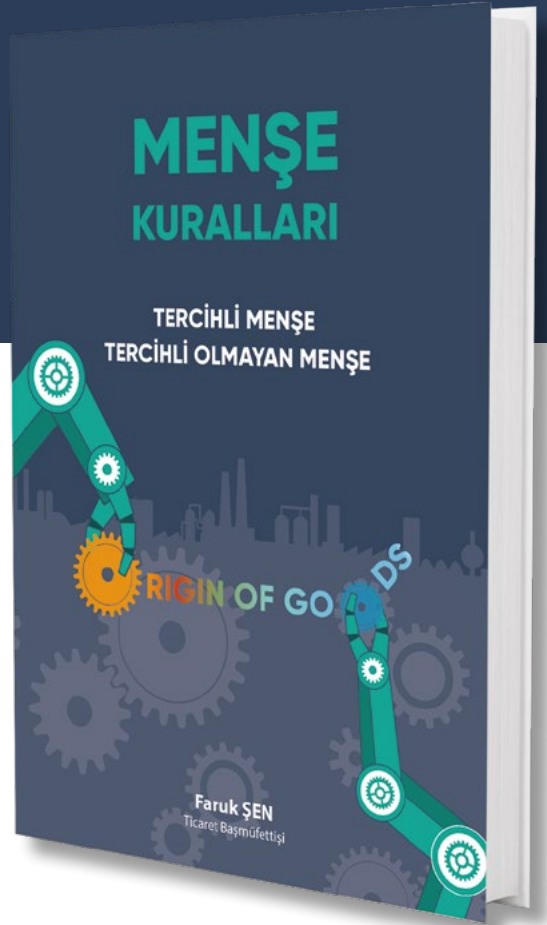 MENŞE
KURALLARI
TERCİHLİ MENŞE
TERCİHLİ OLMAYAN MENŞE
ORIGIN OF GOODS
Faruk ŞEN
Ticaret Başmüfettişi